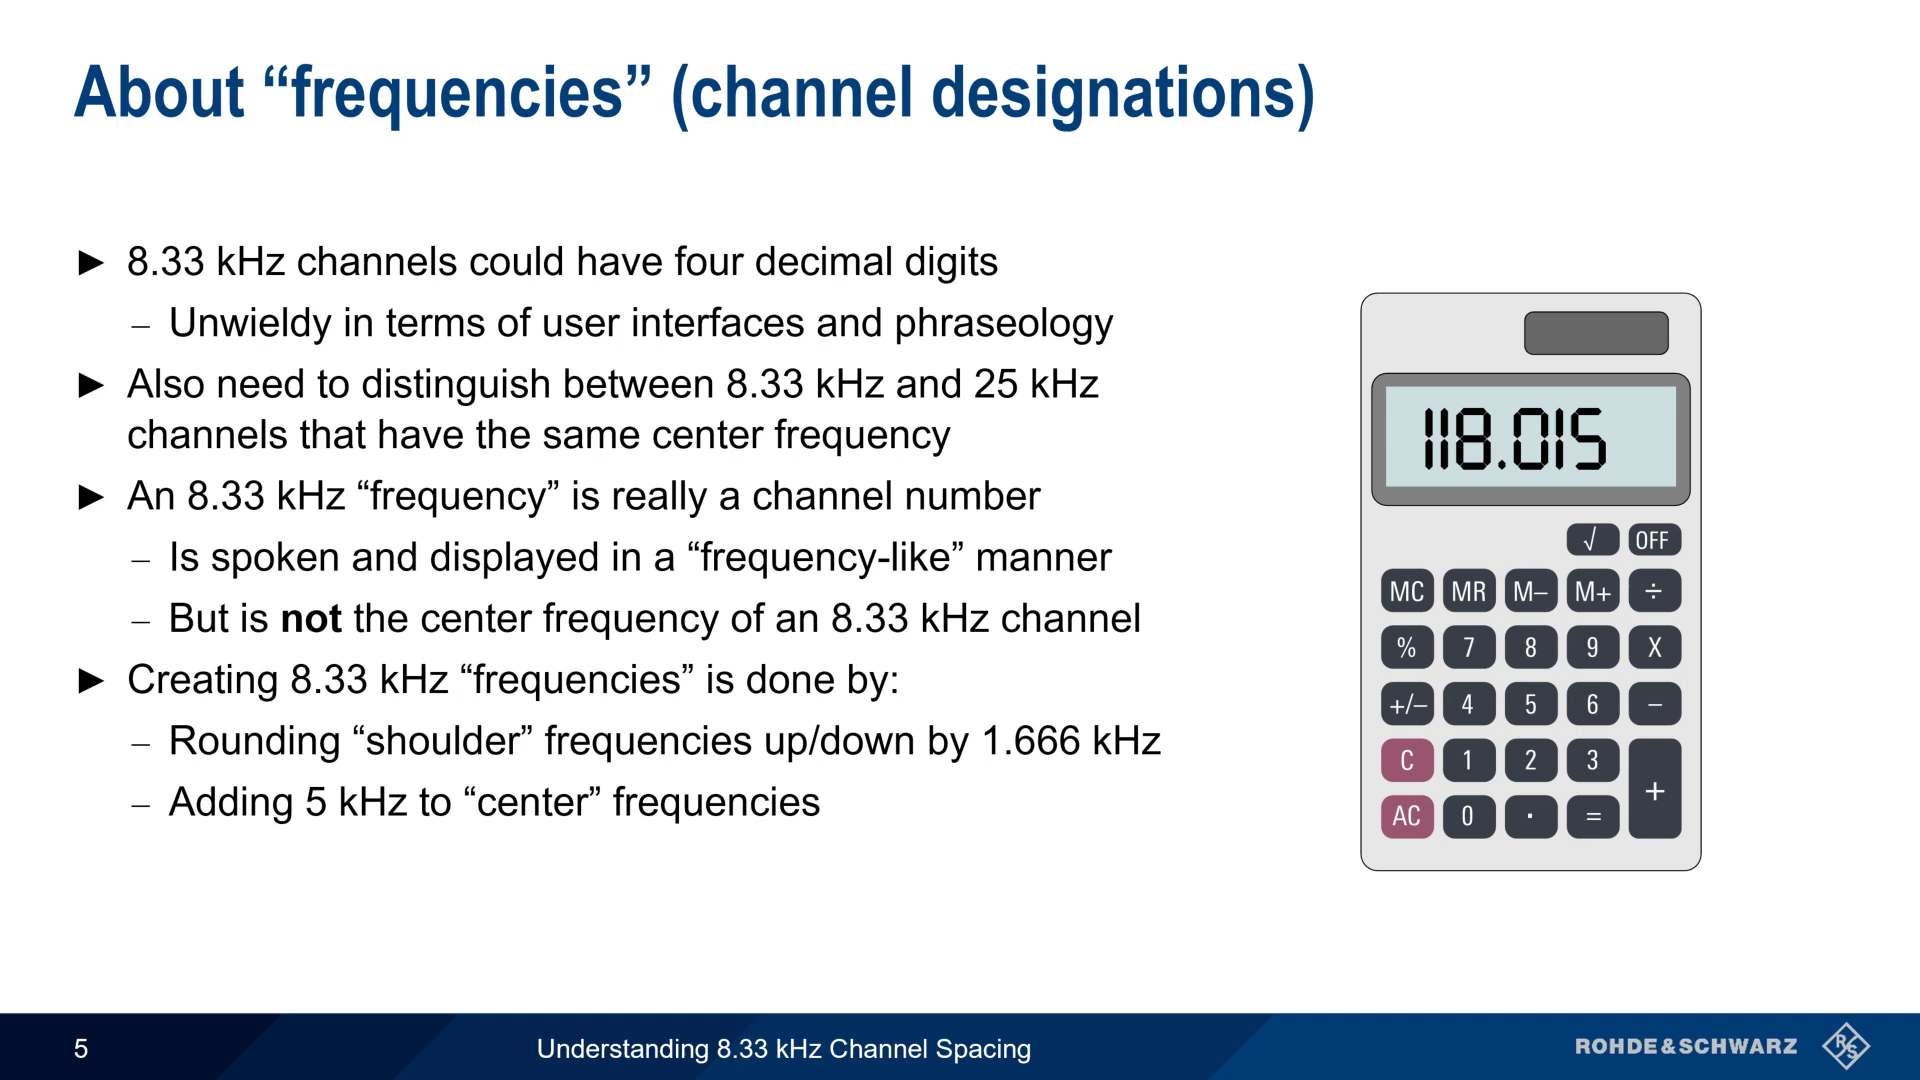 About “frequencies” (channel designations)
► 8.33 kHz channels could have four decimal digits
– Unwieldy in terms of user interfaces and phraseology
► Also need to distinguish between 8.33 kHz and 25 kHz
channels that have the same center frequency
► An 8.33 kHz “frequency” is really a channel number
– Is spoken and displayed in a “frequency-like” manner
– But is not the center frequency of an 8.33 kHz channel
► Creating 8.33 kHz “frequencies” is done by:
– Rounding “shoulder” frequencies up/down by 1.666 kHz
– Adding 5 kHz to “center” frequencies
118.015
√ OFF
MC MR M– M+ ÷
% 7 8 9 X
+/– 4 5 6 –
C 1 2 3
+
AC 0 . =
5
Understanding 8.33 kHz Channel Spacing
ROHDE&SCHWARZ
R&S